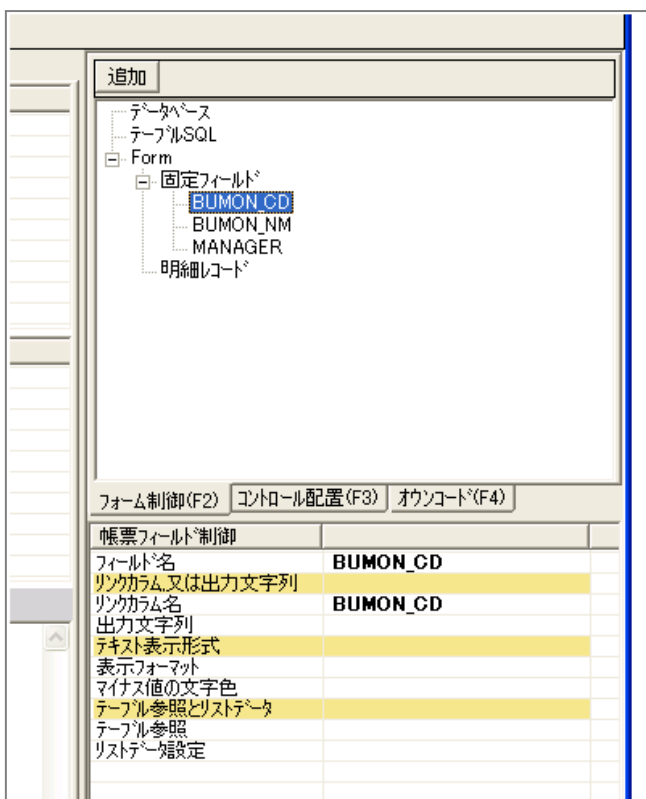 追加
ﾃﾞｰﾀﾍﾞｰｽ
ﾃｰﾌﾞﾙSQL
Form
固定ﾌｨｰﾙﾄﾞ
BUMON_CD
BUMON_NM
MANAGER
明細ﾚｺｰﾄﾞ
ﾌｫｰﾑ制御(F2) ｺﾝﾄﾛｰﾙ配置(F3) ｵｳﾝｺｰﾄﾞ(F4)
帳票ﾌｨｰﾙﾄﾞ制御
ﾌｨｰﾙﾄﾞ名 BUMON_CD
ﾘﾝｸｶﾗﾑ,又は出力文字列
ﾘﾝｸｶﾗﾑ名 BUMON_CD
出力文字列
ﾃｷｽﾄ表示形式
表示ﾌｫｰﾏｯﾄ
ﾏｲﾅｽ値の文字色
ﾃｰﾌﾞﾙ参照とﾘｽﾄﾃﾞｰﾀ
ﾃｰﾌﾞﾙ参照
ﾘｽﾄﾃﾞｰﾀ設定